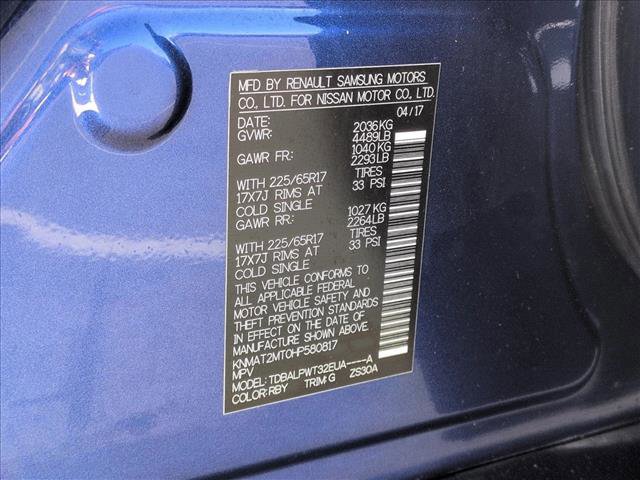 MFD BY RENAULT SAMSUNG MOTORS
CO., LTD. FOR NISSAN MOTOR CO., LTD.
DATE: 04/17
GVWR: 2036KG
4489LB
GAWR FR: 1040KG
2293LB
WITH 225/65R17 TIRES
17X7J RIMS AT 33 PSI
COLD SINGLE
GAWR RR: 1027KG
2264LB
WITH 225/65R17 TIRES
17X7J RIMS AT 33 PSI
COLD SINGLE
THIS VEHICLE CONFORMS TO
ALL APPLICABLE FEDERAL
MOTOR VEHICLE SAFETY AND
THEFT PREVENTION STANDARDS
IN EFFECT ON THE DATE OF
MANUFACTURE SHOWN ABOVE.
KNMAT2MT0HP580817
MPV
MODEL: TDBALPWT32EUA----A
COLOR:RBY TRIM:G ZS30A